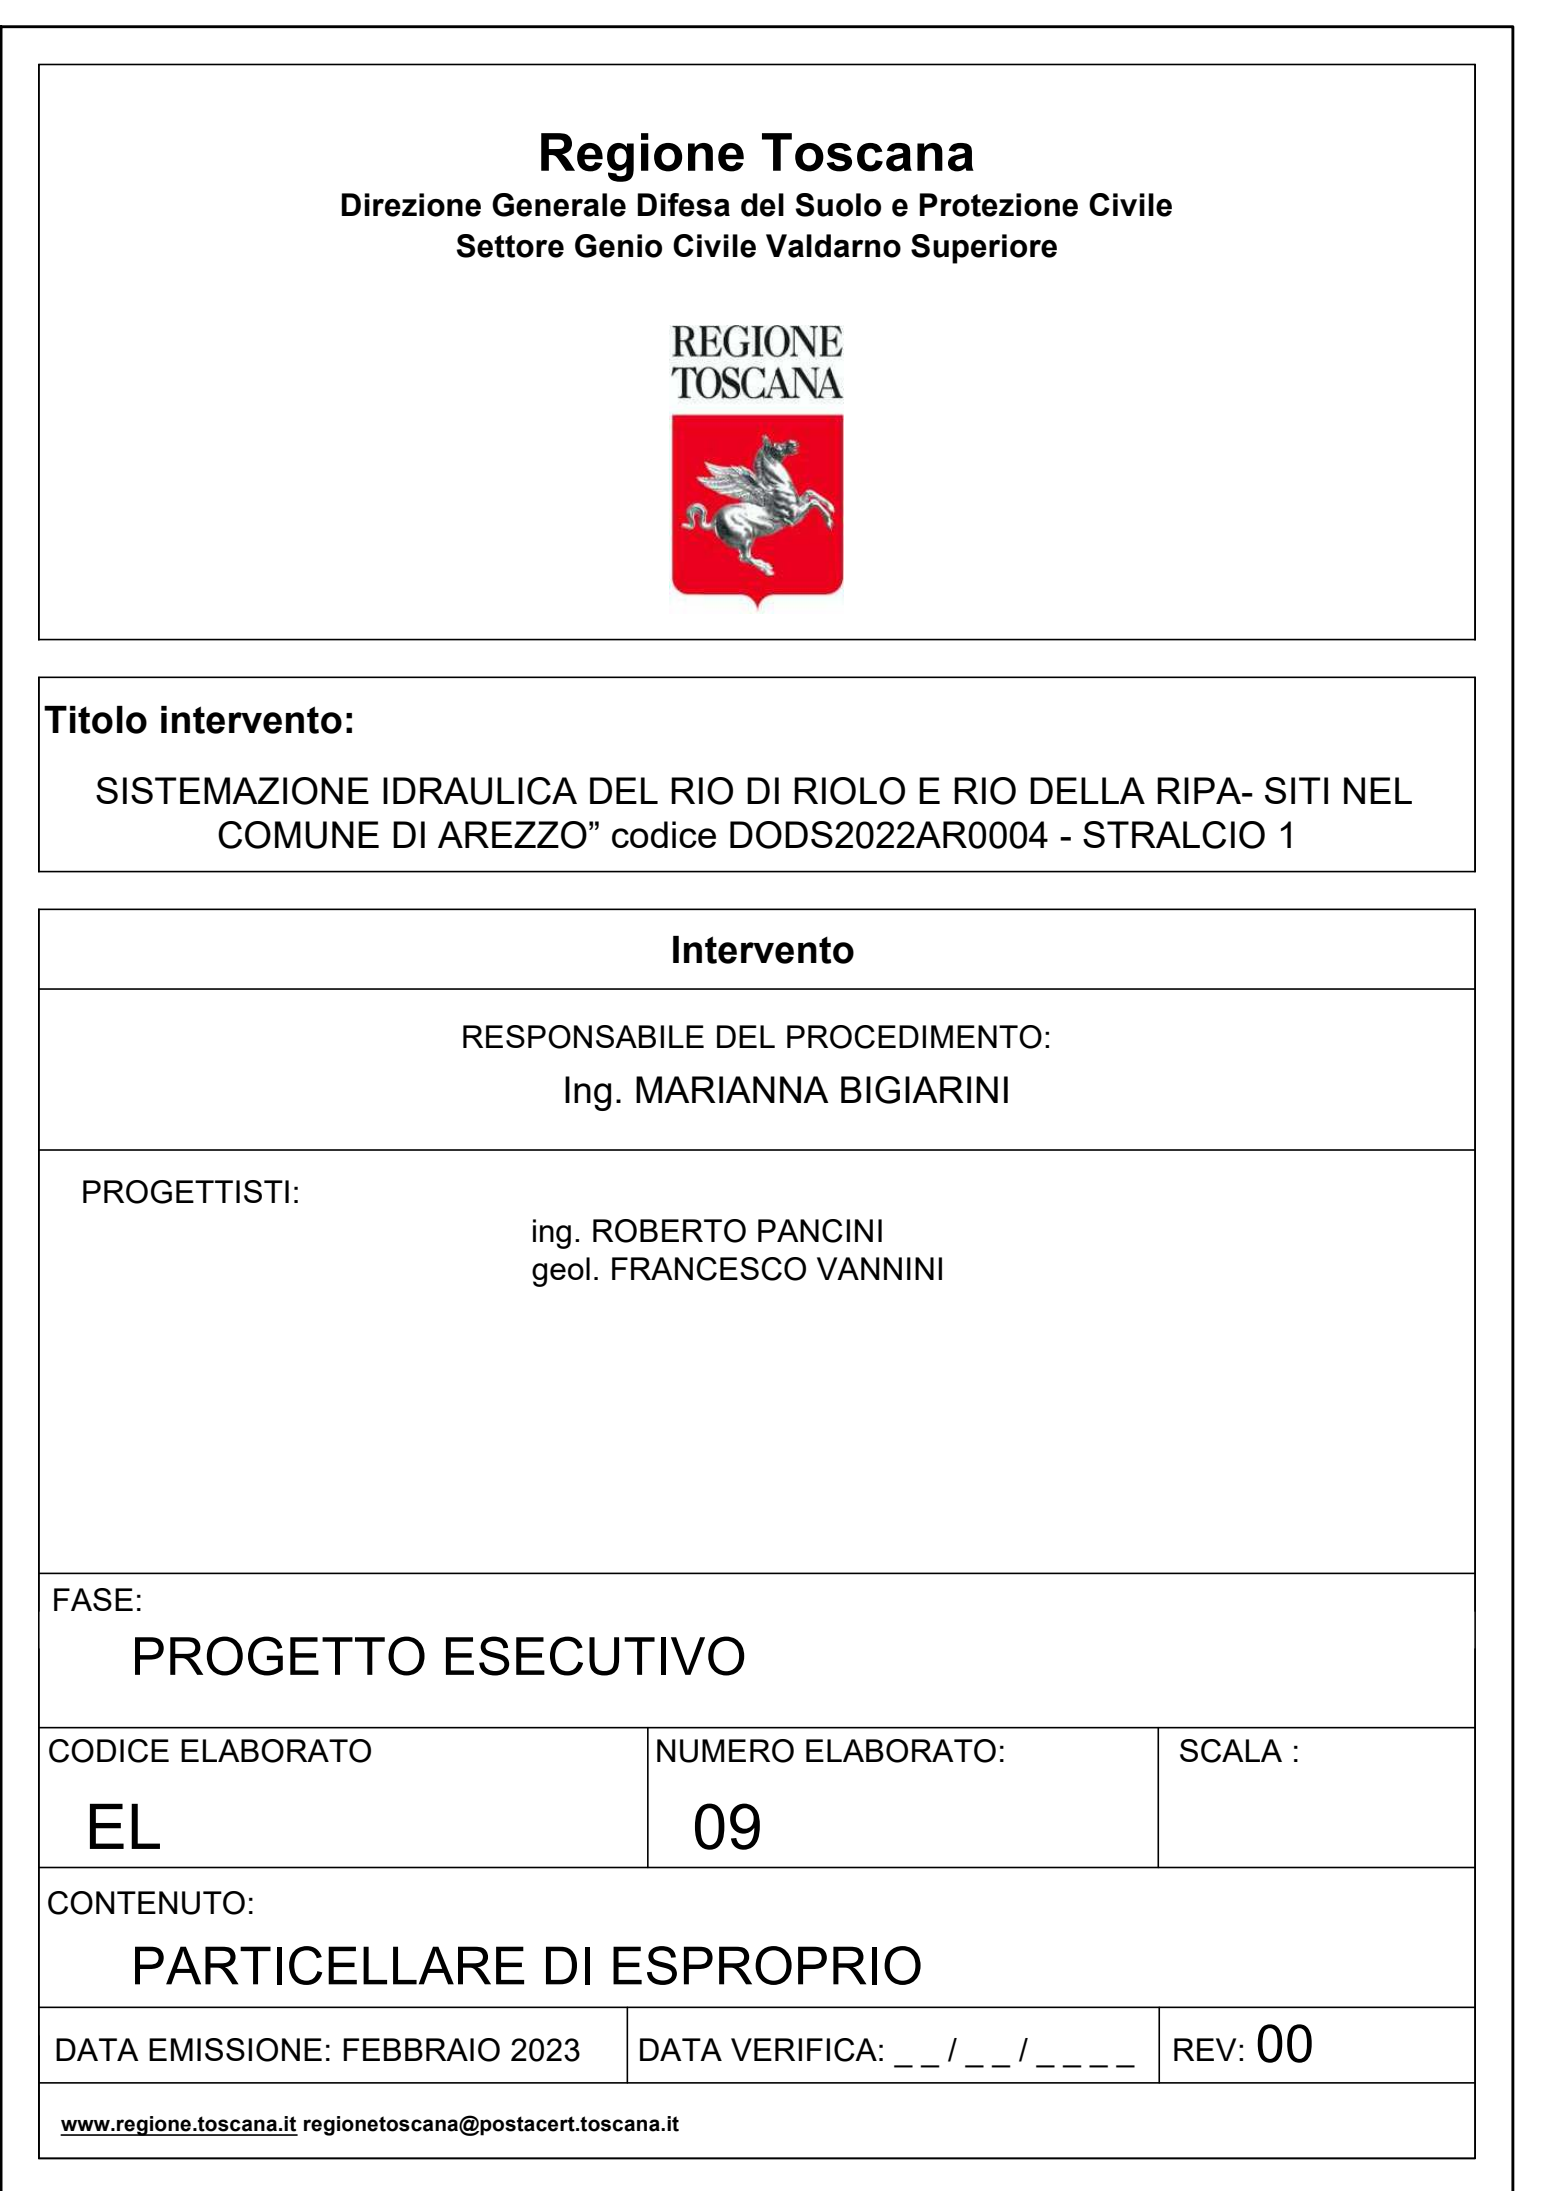 Regione Toscana
Direzione Generale Difesa del Suolo e Protezione Civile
Settore Genio Civile Valdarno Superiore
REGIONE
TOSCANA
Titolo intervento:
SISTEMAZIONE IDRAULICA DEL RIO DI RIOLO E RIO DELLA RIPA- SITI NEL
COMUNE DI AREZZO” codice DODS2022AR0004 - STRALCIO 1
Intervento
RESPONSABILE DEL PROCEDIMENTO:
Ing. MARIANNA BIGIARINI
PROGETTISTI:
ing. ROBERTO PANCINI
geol. FRANCESCO VANNINI
FASE:
PROGETTO ESECUTIVO
CODICE ELABORATO
EL
NUMERO ELABORATO:
09
SCALA :
CONTENUTO:
PARTICELLARE DI ESPROPRIO
DATA EMISSIONE: FEBBRAIO 2023
DATA VERIFICA: _ _ / _ _ / _ _ _ _
REV: 00
www.regione.toscana.it regionetoscana@postacert.toscana.it